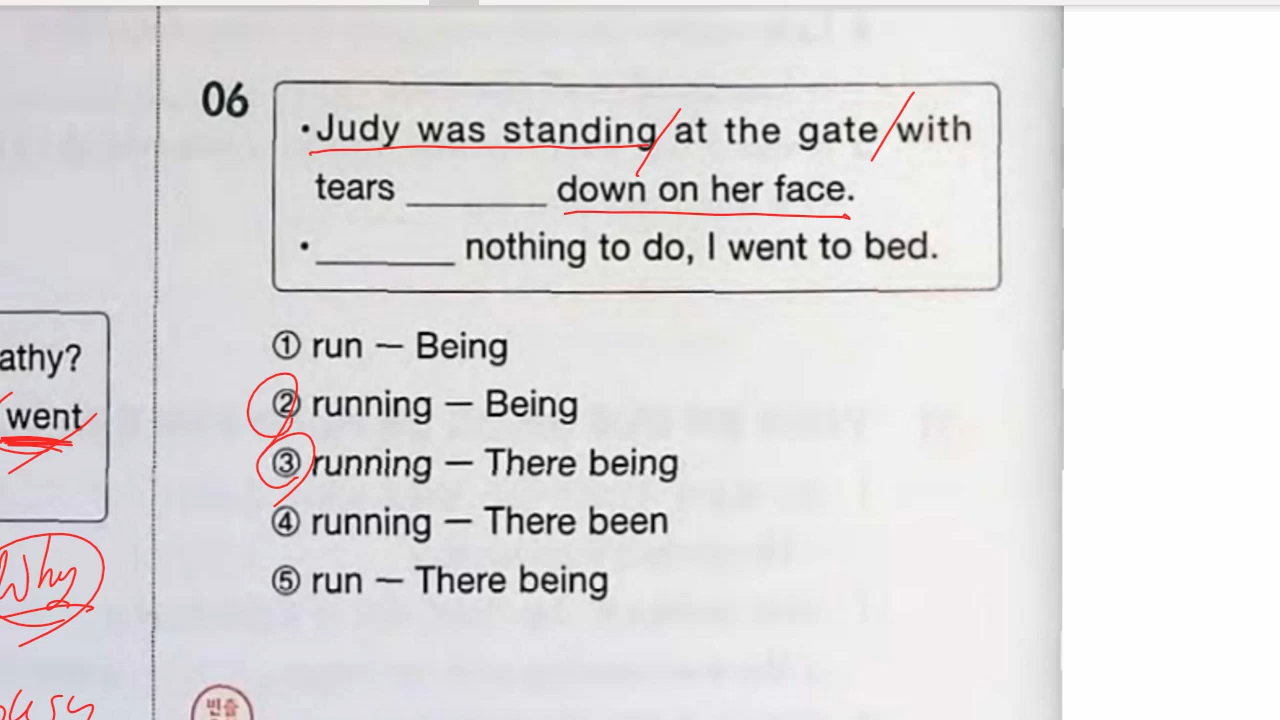 06
•Judy was standing at the gate with
tears ________ down on her face.
•________ nothing to do, I went to bed.
① run — Being
② running — Being
③ running — There being
④ running — There been
⑤ run — There being
athy?
went
Why
빈출